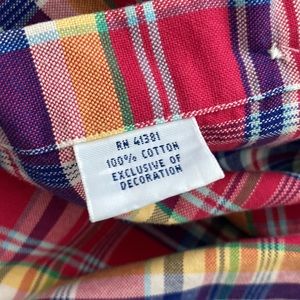 RN 41381
100% COTTON
EXCLUSIVE OF
DECORATION